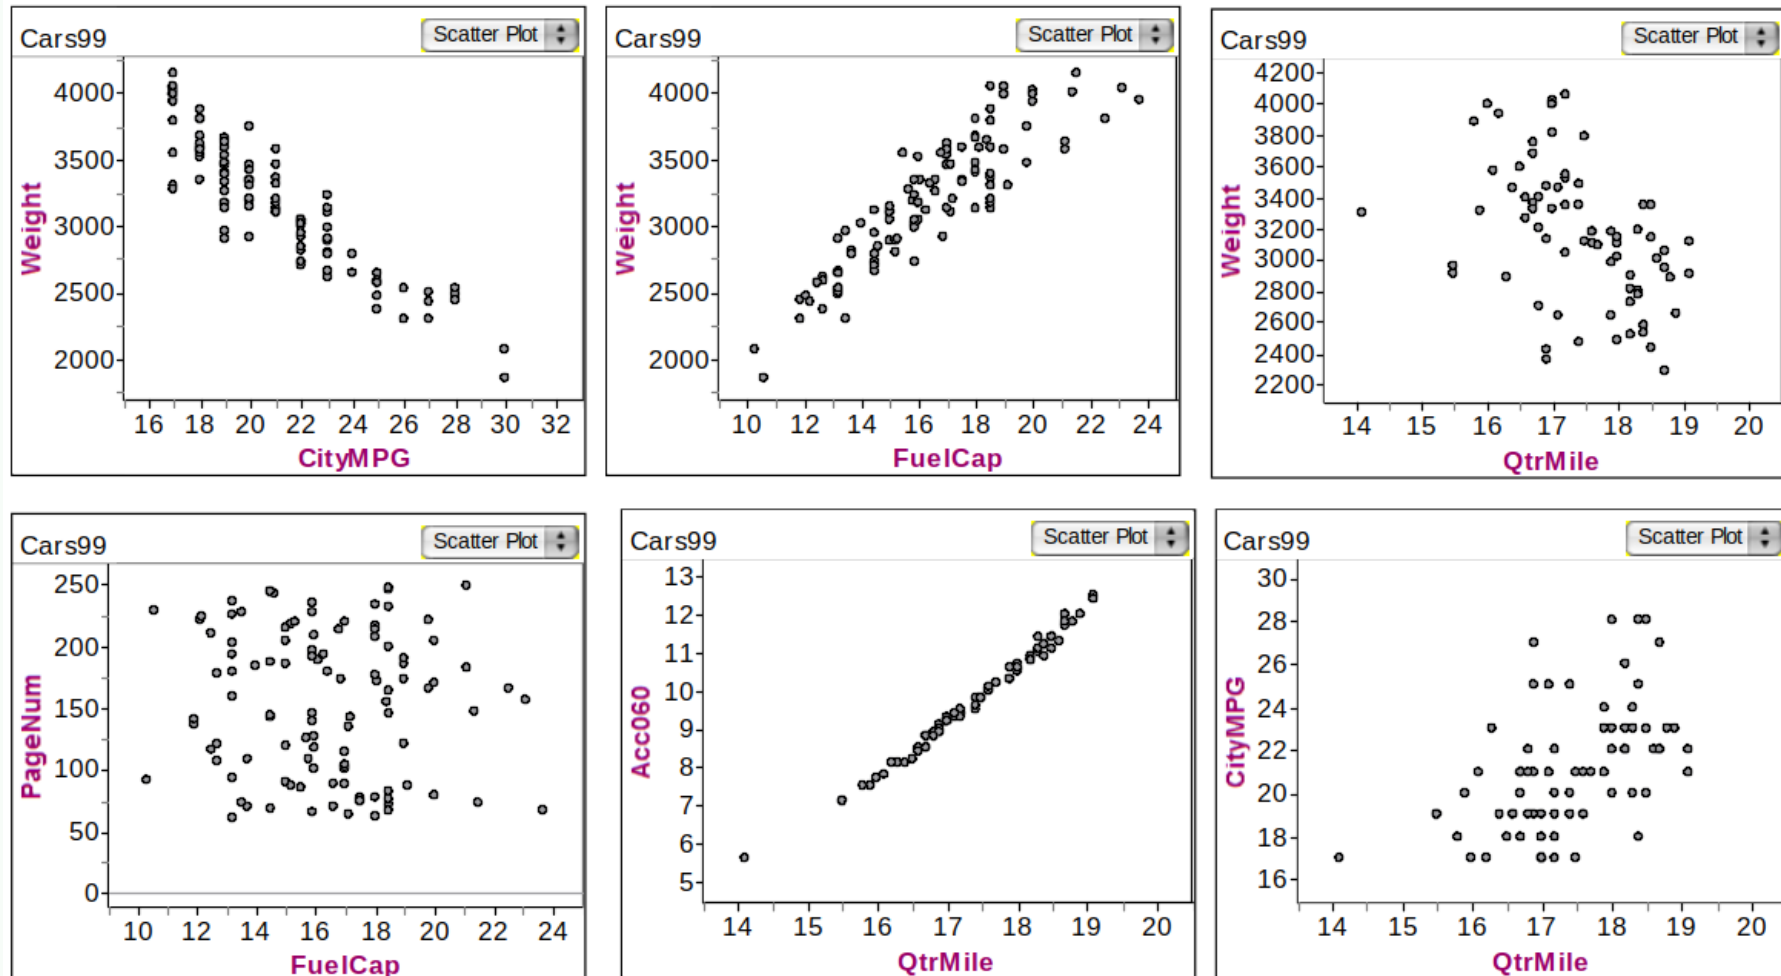 Cars99 Scatter Plot
4000
3500
3000
2500
2000
Weight
16 18 20 22 24 26 28 30 32
CityMPG
Cars99 Scatter Plot
4000
3500
3000
2500
2000
Weight
10 12 14 16 18 20 22 24
FuelCap
Cars99 Scatter Plot
4200
4000
3800
3600
3400
3200
3000
2800
2600
2400
2200
Weight
14 15 16 17 18 19 20
QtrMile
Cars99 Scatter Plot
250
200
150
100
50
0
PageNum
10 12 14 16 18 20 22 24
FuelCap
Cars99 Scatter Plot
13
12
11
10
9
8
7
6
5
Acc060
14 15 16 17 18 19 20
QtrMile
Cars99 Scatter Plot
30
28
26
24
22
20
18
16
CityMPG
14 15 16 17 18 19 20
QtrMile